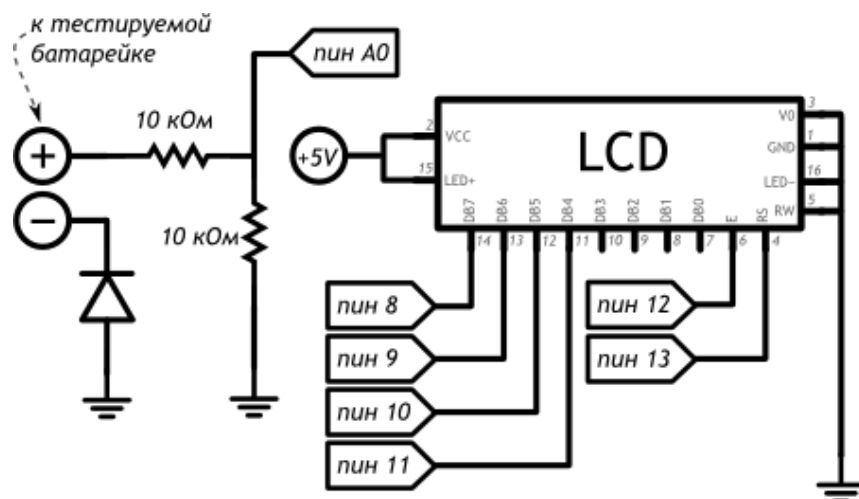 к тестируемой
батарейке
пин A0
10 кОм
+
+5V
−
10 кОм
2
VCC
15
LED+
LCD
V0
3
GND
1
LED−
16
RW
5
DB7
DB6
DB5
DB4
DB3
DB2
DB1
DB0
E
RS
14
13
12
11
10
9
8
7
6
4
пин 8
пин 9
пин 10
пин 11
пин 12
пин 13